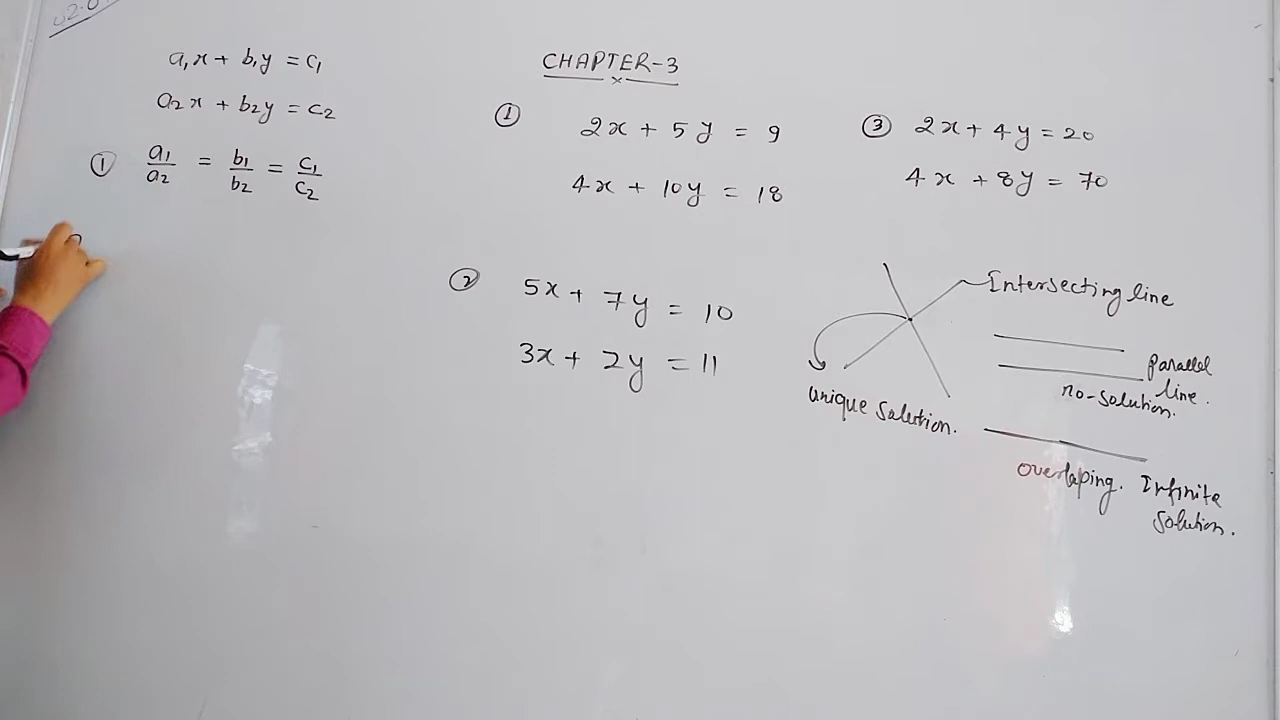 a₁x + b₁y = c₁
a₂x + b₂y = c₂
① a₁/a₂ = b₁/b₂ = c₁/c₂
CHAPTER-3
① 2x + 5y = 9
4x + 10y = 18
② 5x + 7y = 10
3x + 2y = 11
③ 2x + 4y = 20
4x + 8y = 70
Intersecting line
unique solution.
parallel
line.
no-solution.
overlaping. Infinite
solution.